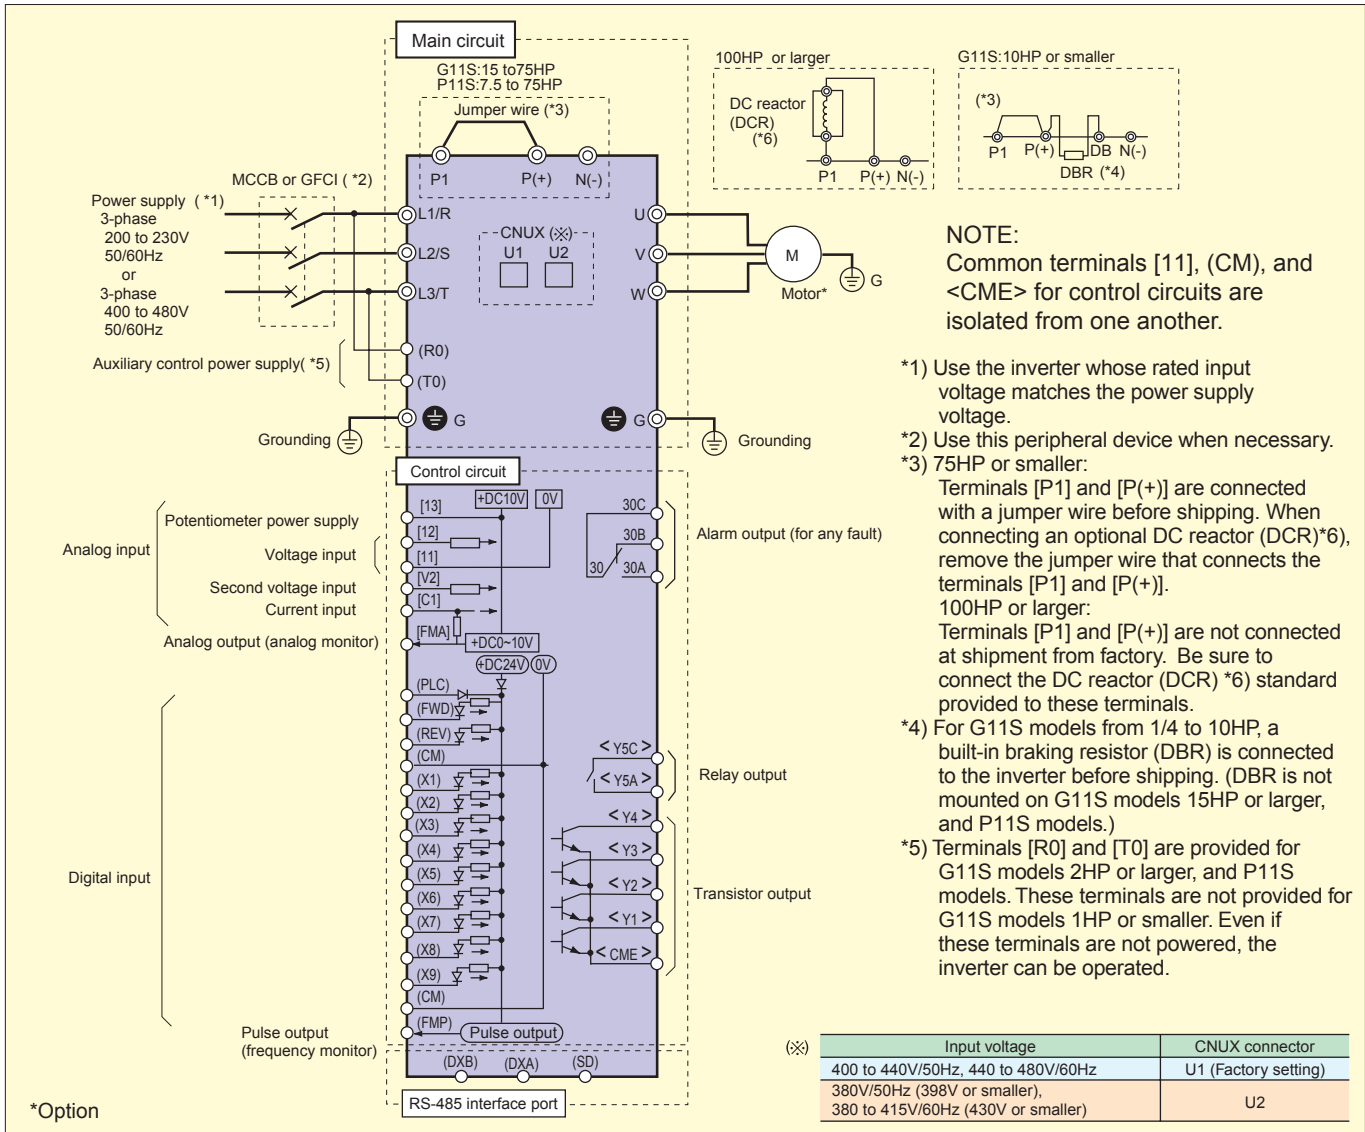 Main circuit
G11S:15 to75HP
P11S:7.5 to 75HP
Jumper wire (*3)
P1
P(+)
N(-)
100HP or larger
DC reactor
(DCR)
(*6)
P1
P(+)
N(-)
G11S:10HP or smaller
(*3)
P1
P(+)
DB
N(-)
DBR (*4)
MCCB or GFCI ( *2)
Power supply ( *1)
3-phase
200 to 230V
50/60Hz
or
3-phase
400 to 480V
50/60Hz
L1/R
L2/S
L3/T
CNUX (※)
U1
U2
U
V
W
M
Motor*
G
Auxiliary control power supply( *5)
(R0)
(T0)
G
G
Grounding
Grounding
NOTE:
Common terminals [11], (CM), and
<CME> for control circuits are
isolated from one another.
*1) Use the inverter whose rated input
voltage matches the power supply
voltage.
*2) Use this peripheral device when necessary.
*3) 75HP or smaller:
Terminals [P1] and [P(+)] are connected
with a jumper wire before shipping. When
connecting an optional DC reactor (DCR)*6),
remove the jumper wire that connects the
terminals [P1] and [P(+)].
100HP or larger:
Terminals [P1] and [P(+)] are not connected
at shipment from factory. Be sure to
connect the DC reactor (DCR) *6) standard
provided to these terminals.
*4) For G11S models from 1/4 to 10HP, a
built-in braking resistor (DBR) is connected
to the inverter before shipping. (DBR is not
mounted on G11S models 15HP or larger,
and P11S models.)
*5) Terminals [R0] and [T0] are provided for
G11S models 2HP or larger, and P11S
models. These terminals are not provided for
G11S models 1HP or smaller. Even if
these terminals are not powered, the
inverter can be operated.
Control circuit
+DC10V
0V
[13]
[12]
[11]
[V2]
[C1]
[FMA]
+DC0~10V
+DC24V
0V
Analog input
Potentiometer power supply
Voltage input
Second voltage input
Current input
Analog output (analog monitor)
30C
30B
30
30A
Alarm output (for any fault)
Digital input
(PLC)
(FWD)
(REV)
(CM)
(X1)
(X2)
(X3)
(X4)
(X5)
(X6)
(X7)
(X8)
(X9)
(CM)
(FMP)
Pulse output
Pulse output
(frequency monitor)
< Y5C >
< Y5A >
Relay output
< Y4 >
< Y3 >
< Y2 >
< Y1 >
< CME >
Transistor output
(DXB)
(DXA)
(SD)
RS-485 interface port
*Option
(※)
Input voltage
CNUX connector
400 to 440V/50Hz, 440 to 480V/60Hz
U1 (Factory setting)
380V/50Hz (398V or smaller),
380 to 415V/60Hz (430V or smaller)
U2